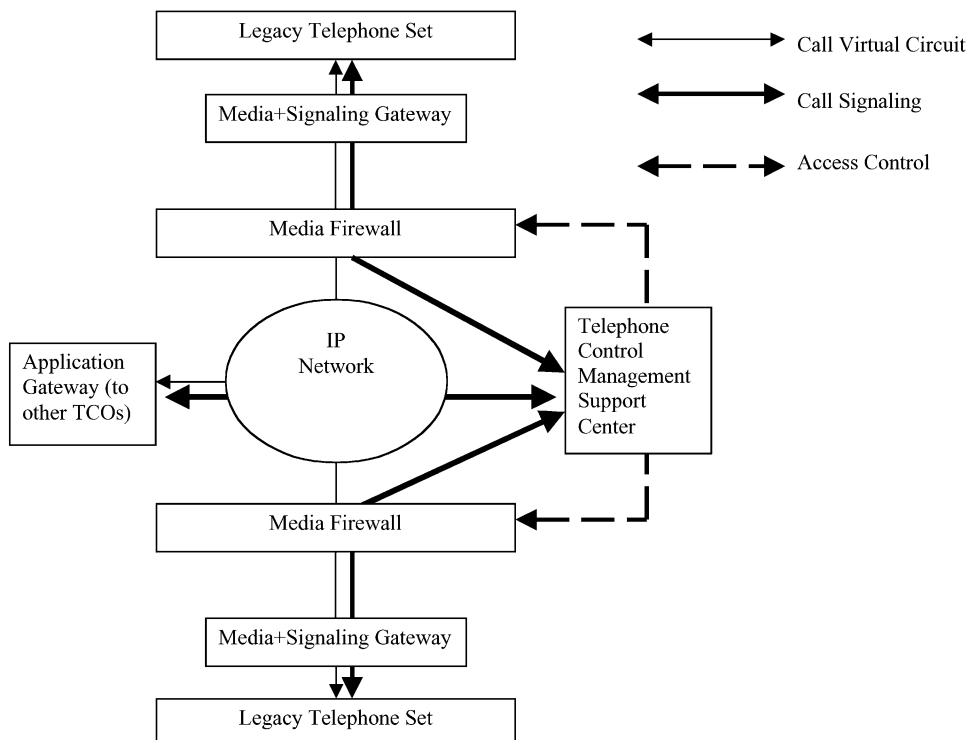 Legacy Telephone Set
Call Virtual Circuit
Media+Signaling Gateway
Call Signaling
Access Control
Media Firewall
IP
Network
Telephone
Control
Management
Support
Center
Application
Gateway (to
other TCOs)
Media Firewall
Media+Signaling Gateway
Legacy Telephone Set